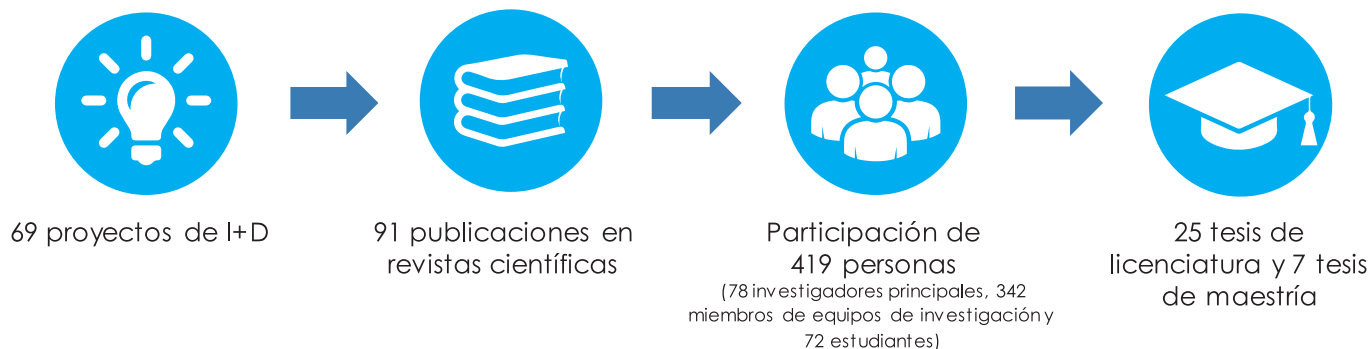 69 proyectos de I+D
91 publicaciones en
revistas científicas
Participación de
419 personas
(78 investigadores principales, 342
miembros de equipos de investigación y
72 estudiantes)
25 tesis de
licenciatura y 7 tesis
de maestría